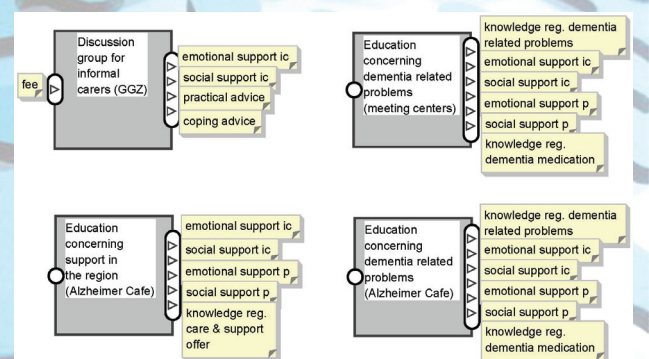 fee
Discussion
group for
informal
carers (GGZ)
emotional support ic
social support ic
practical advice
coping advice
Education
concerning
dementia related
problems
(meeting centers)
knowledge reg. dementia
related problems
emotional support ic
social support ic
emotional support p
social support p
knowledge reg.
dementia medication
Education
concerning
support in
the region
(Alzheimer Cafe)
emotional support ic
social support ic
emotional support p
social support p
knowledge reg.
care & support
offer
Education
concerning
dementia related
problems
(Alzheimer Cafe)
knowledge reg. dementia
related problems
emotional support ic
social support ic
emotional support p
social support p
knowledge reg.
dementia medication